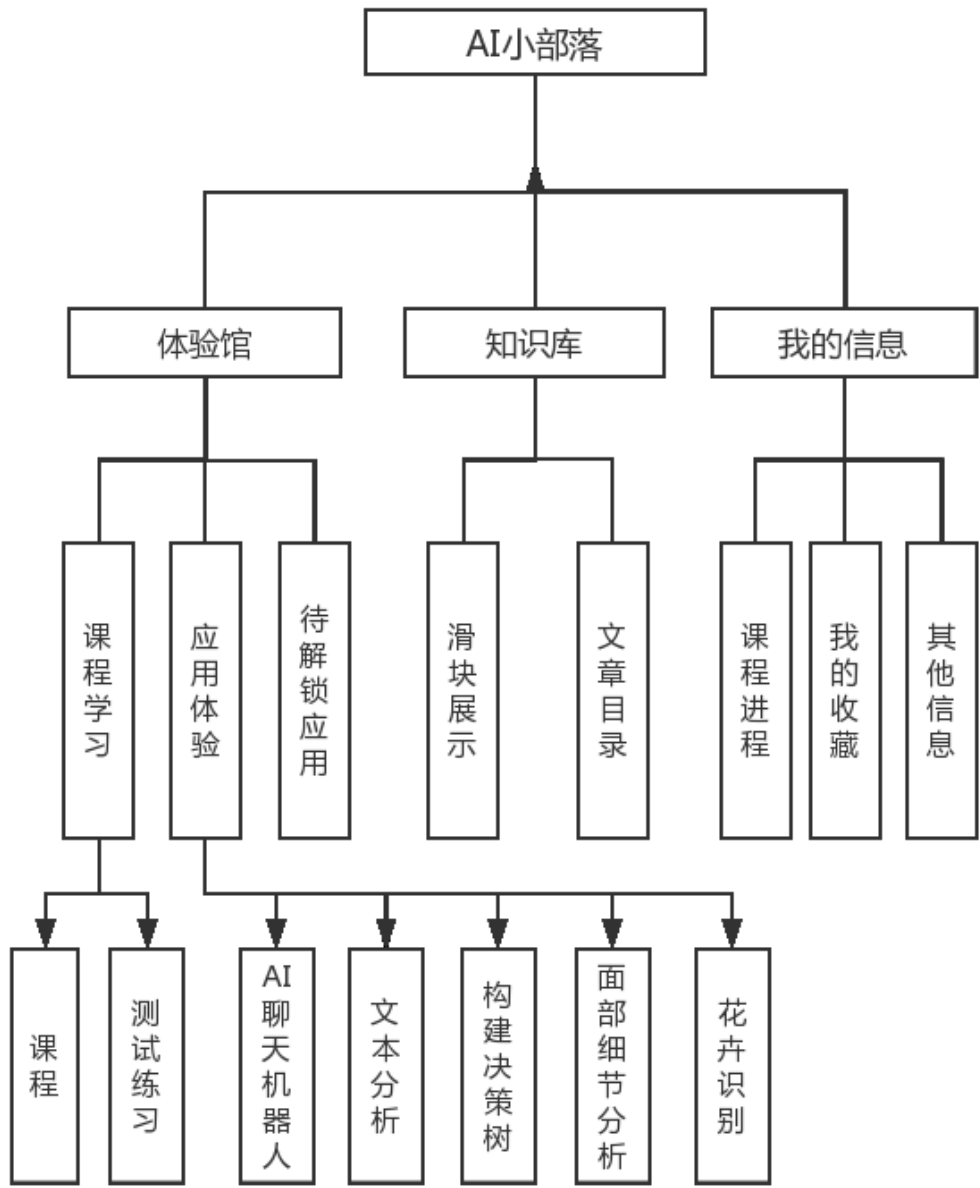 AI小部落
体验馆
知识库
我的信息
课程学习
应用体验
待解锁应用
滑块展示
文章目录
课程进程
我的收藏
其他信息
课程
测试练习
AI聊天机器人
文本分析
构建决策树
面部细节分析
花卉识别